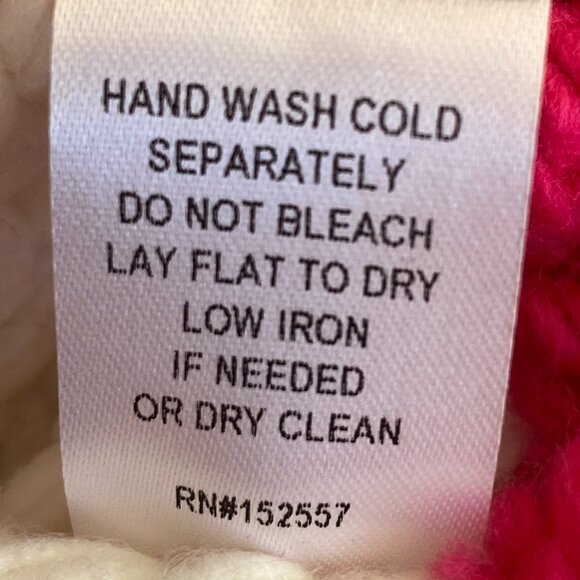 HAND WASH COLD
SEPARATELY
DO NOT BLEACH
LAY FLAT TO DRY
LOW IRON
IF NEEDED
OR DRY CLEAN
RN#152557